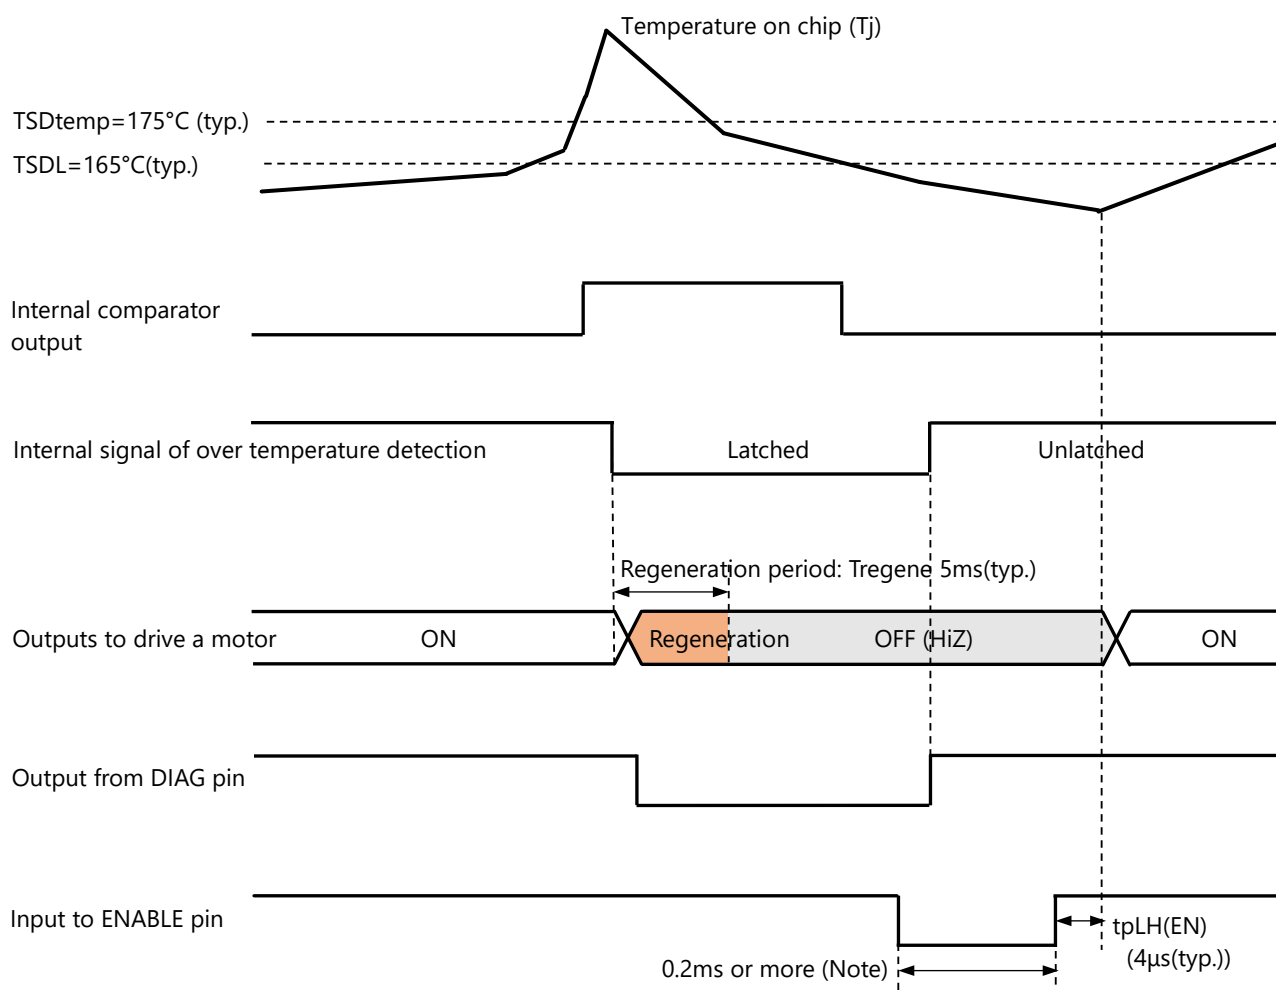 Temperature on chip (Tj)
TSDtemp=175°C (typ.)
TSDL=165°C(typ.)
Internal comparator
output
Internal signal of over temperature detection
Latched
Unlatched
Regeneration period: Tregene 5ms(typ.)
Outputs to drive a motor
ON
Regeneration
OFF (HiZ)
ON
Output from DIAG pin
Input to ENABLE pin
tpLH(EN)
(4µs(typ.))
0.2ms or more (Note)